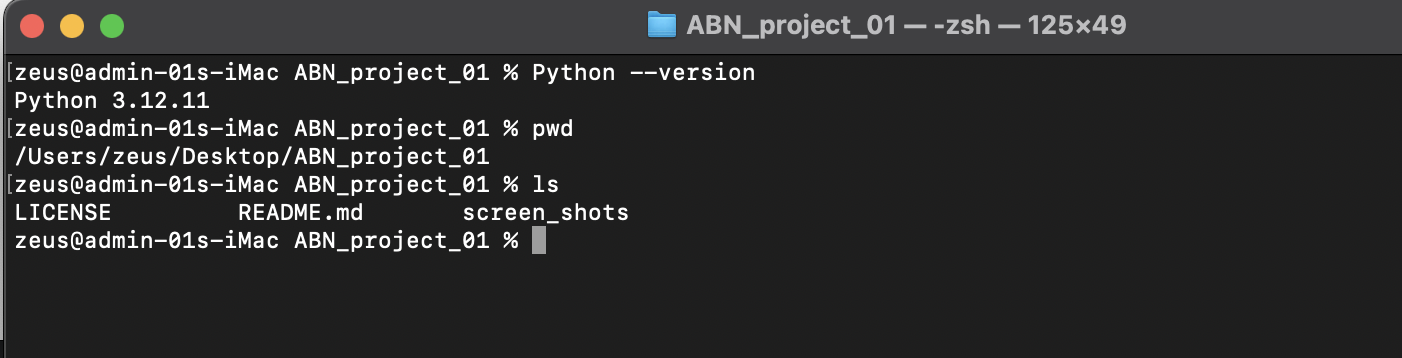 ABN_project_01 — -zsh — 125×49
[zeus@admin-01s-iMac ABN_project_01 % Python --version
Python 3.12.11
[zeus@admin-01s-iMac ABN_project_01 % pwd
/Users/zeus/Desktop/ABN_project_01
[zeus@admin-01s-iMac ABN_project_01 % ls
LICENSE README.md screen_shots
zeus@admin-01s-iMac ABN_project_01 %